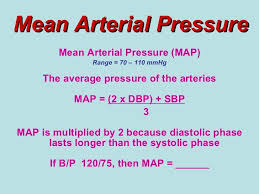 Mean Arterial Pressure
Mean Arterial Pressure (MAP)
Range = 70 – 110 mmHg
The average pressure of the arteries
MAP = (2 x DBP) + SBP
3
MAP is multiplied by 2 because diastolic phase
lasts longer than the systolic phase
If B/P 120/75, then MAP = ______